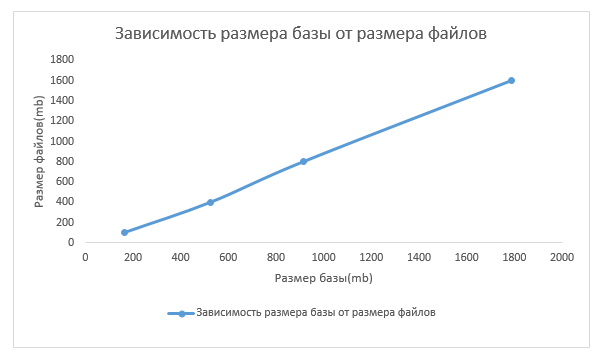 Зависимость размера базы от размера файлов
1800
1600
1400
1200
1000
800
600
400
200
0
Размер файлов(mb)
0 200 400 600 800 1000 1200 1400 1600 1800 2000
Размер базы(mb)
Зависимость размера базы от размера файлов